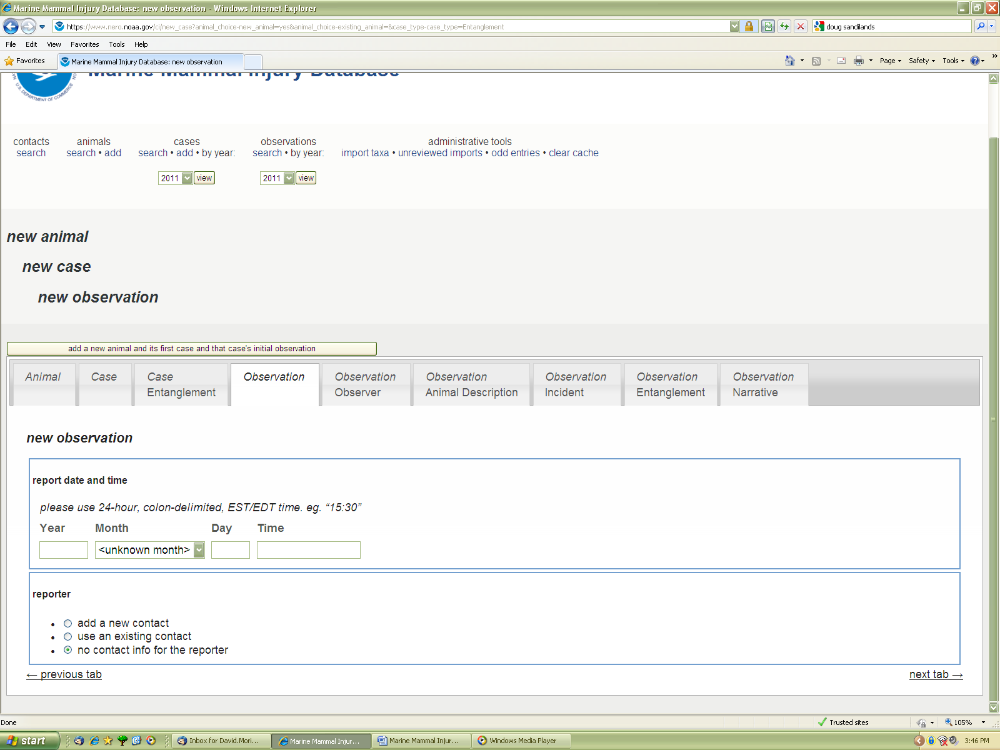 Marine Mammal Injury Database: new observation - Windows Internet Explorer
https://www.nero.noaa.gov/ci/new_case?animal_choice-new_animal=yes&animal_choice-existing_animal=&case_type-case_type=Entanglement
doug sandilands
File Edit View Favorites Tools Help
Favorites
Marine Mammal Injury Database: new observation
Page Safety Tools
Marine Mammal Injury Database
U.S. DEPARTMENT OF COMMERCE
contacts animals cases observations administrative tools
search search • add search • add • by year: search • by year: import taxa • unreviewed imports • odd entries • clear cache
2011 view 2011 view
new animal
new case
new observation
add a new animal and its first case and that case's initial observation
Animal Case Case Observation Observation Observation Observation Observation Observation
Entanglement Observer Animal Description Incident Entanglement Narrative
new observation
report date and time
please use 24-hour, colon-delimited, EST/EDT time. eg. “15:30”
Year Month Day Time
<unknown month>
reporter
• add a new contact
• use an existing contact
• no contact info for the reporter
← previous tab next tab →
Done Trusted sites 105%
start Inbox for David.Mori... Marine Mammal Injur... Marine Mammal Injur... Windows Media Player 3:46 PM